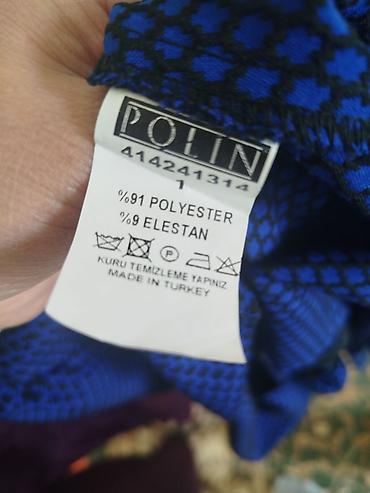 POLIN
414241314
1
%91 POLYESTER
%9 ELESTAN
P
KURU TEMİZLEME YAPINIZ
MADE IN TURKEY